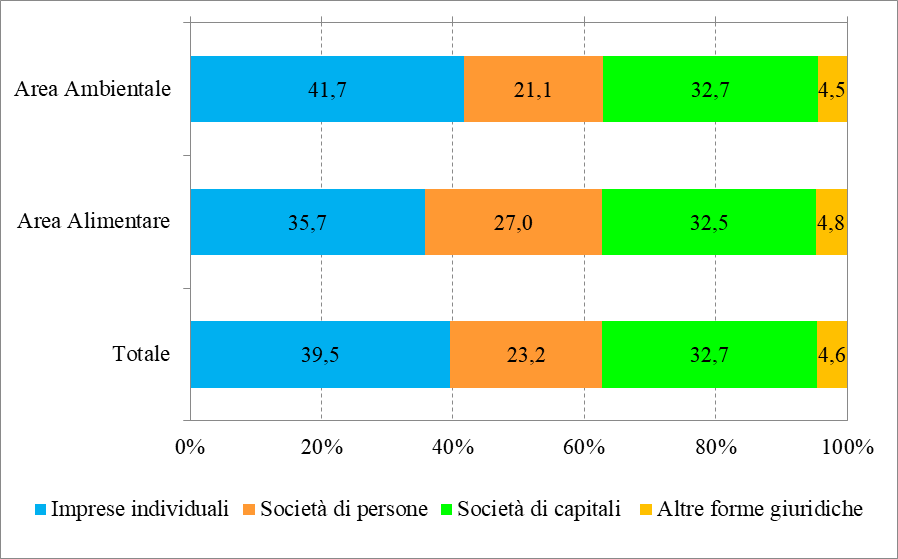 Area Ambientale 41,7 21,1 32,7 4,5
Area Alimentare 35,7 27,0 32,5 4,8
Totale 39,5 23,2 32,7 4,6
0% 20% 40% 60% 80% 100%
Imprese individuali Società di persone Società di capitali Altre forme giuridiche